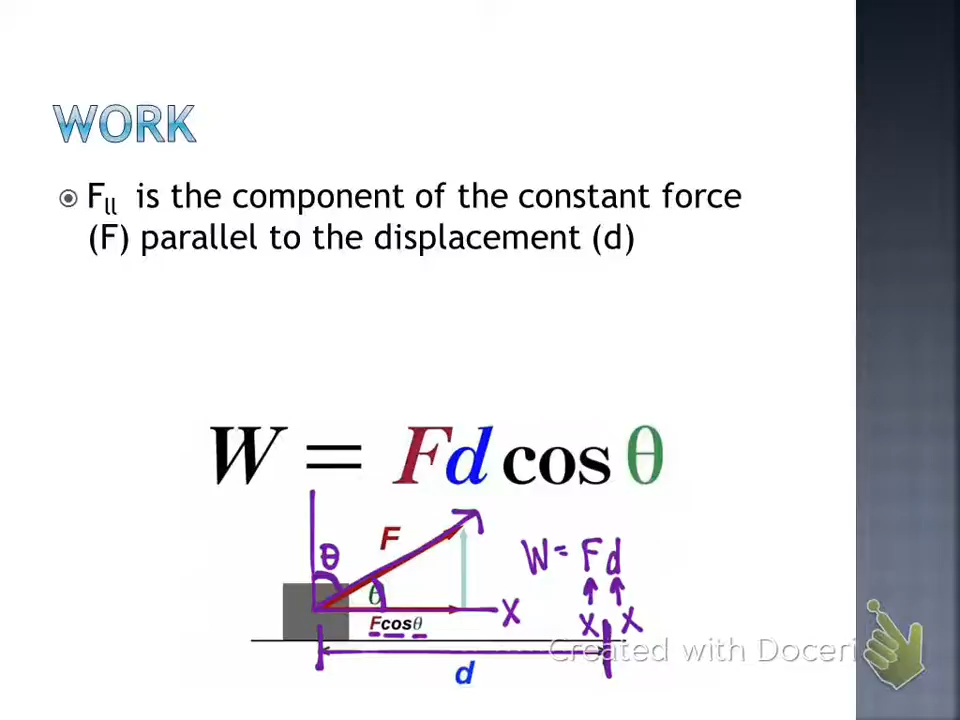 WORK
F_ll is the component of the constant force
(F) parallel to the displacement (d)
W = Fd cos θ
θ
F
W = Fd
θ
X
X X
Fcosθ
Created with Doceri
d